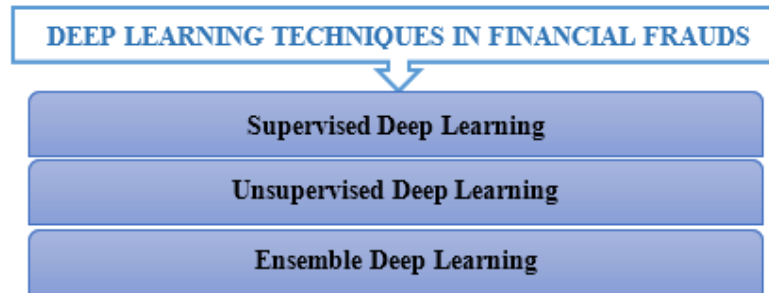 DEEP LEARNING TECHNIQUES IN FINANCIAL FRAUDS
Supervised Deep Learning
Unsupervised Deep Learning
Ensemble Deep Learning